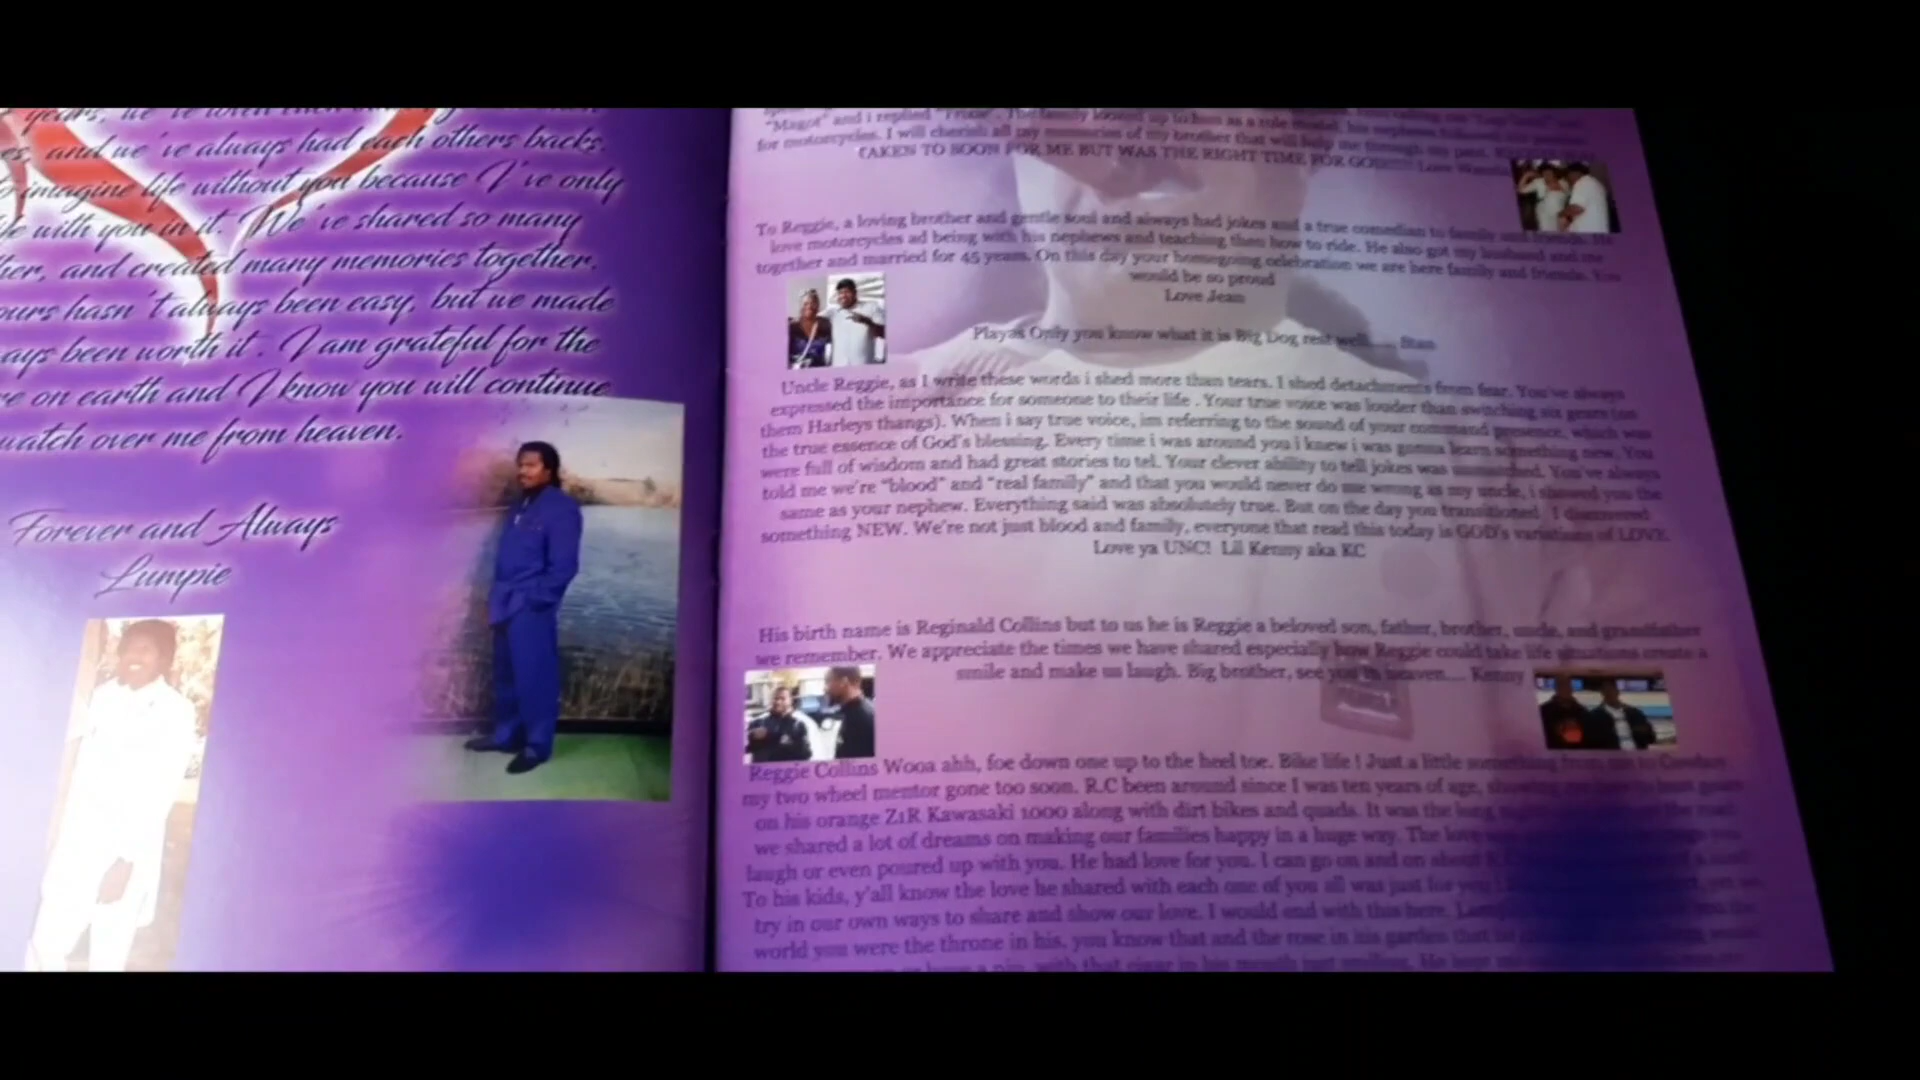 years, we've
es, and we've always had each others backs.
imagine life without you because I've only
life with you in it. We've shared so many
her, and created many memories together.
ours hasn't always been easy, but we made
ays been worth it. I am grateful for the
re on earth and I know you will continue
watch over me from heaven.
Forever and Always
Lumpie
"Magot" and i replied The family looked up to him as a role
for motorcycles. I will cherish all my memories of my brother that will help me through my pain.
TAKEN TO SOON FOR ME BUT WAS THE RIGHT TIME FOR GOD Love
To Reggie, a loving brother and gentle soul and always had jokes and a true comedian to family and friends. He
love motorcycles ad being with his nephews and teaching them how to ride. He also got my husband and me
together and married for 45 years. On this day your homegoing celebration we are here family and friends. You
would be so proud
Love Jean
Playas Only you know what it is Big Dog rest well...... Stan
Uncle Reggie, as I write these words i shed more than tears. I shed detachments from fear. You've always
expressed the importance for someone to their life . Your true voice was louder than switching six gears (on
them Harleys thangs). When i say true voice, im referring to the sound of your command presence, which was
the true essence of God's blessing. Every time i was around you i knew i was gonna learn something new. You
were full of wisdom and had great stories to tel. Your clever ability to tell jokes was unmatched. You've always
told me we're "blood" and "real family" and that you would never do me wrong as my uncle, i showed you the
same as your nephew. Everything said was absolutely true. But on the day you transitioned, I discovered
something NEW. We're not just blood and family, everyone that read this today is GOD's variations of LOVE.
Love ya UNC! Lil Kenny aka KC
His birth name is Reginald Collins but to us he is Reggie a beloved son, father, brother, uncle, and grandfather
we remember. We appreciate the times we have shared especially how Reggie could take life situations create a
smile and make us laugh. Big brother, see you in heaven.... Kenny
Reggie Collins Wooa ahh, foe down one up to the heel toe. Bike life ! Just a little something from me to Cowboy
my two wheel mentor gone too soon. R.C been around since I was ten years of age,
on his orange Z1R Kawasaki 1000 along with dirt bikes and quads. It was the long
we shared a lot of dreams on making our families happy in a huge way. The love
laugh or even poured up with you. He had love for you. I can go on and on about
To his kids, y'all know the love he shared with each one of you all was just for you
try in our own ways to share and show our love. I would end with this here.
world you were the throne in his, you know that and the rose in his garden that
with that cigar in his mouth just smiling. He